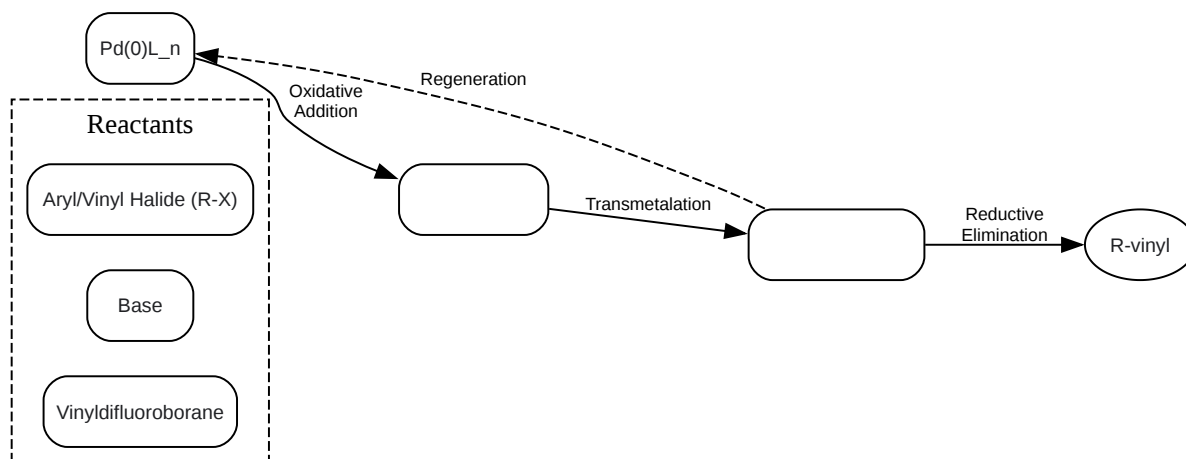 Pd(0)L_n
Regeneration
Oxidative
Addition
Reactants
Aryl/Vinyl Halide (R-X)
Transmetalation
Reductive
Elimination
R-vinyl
Base
Vinyldifluoroborane